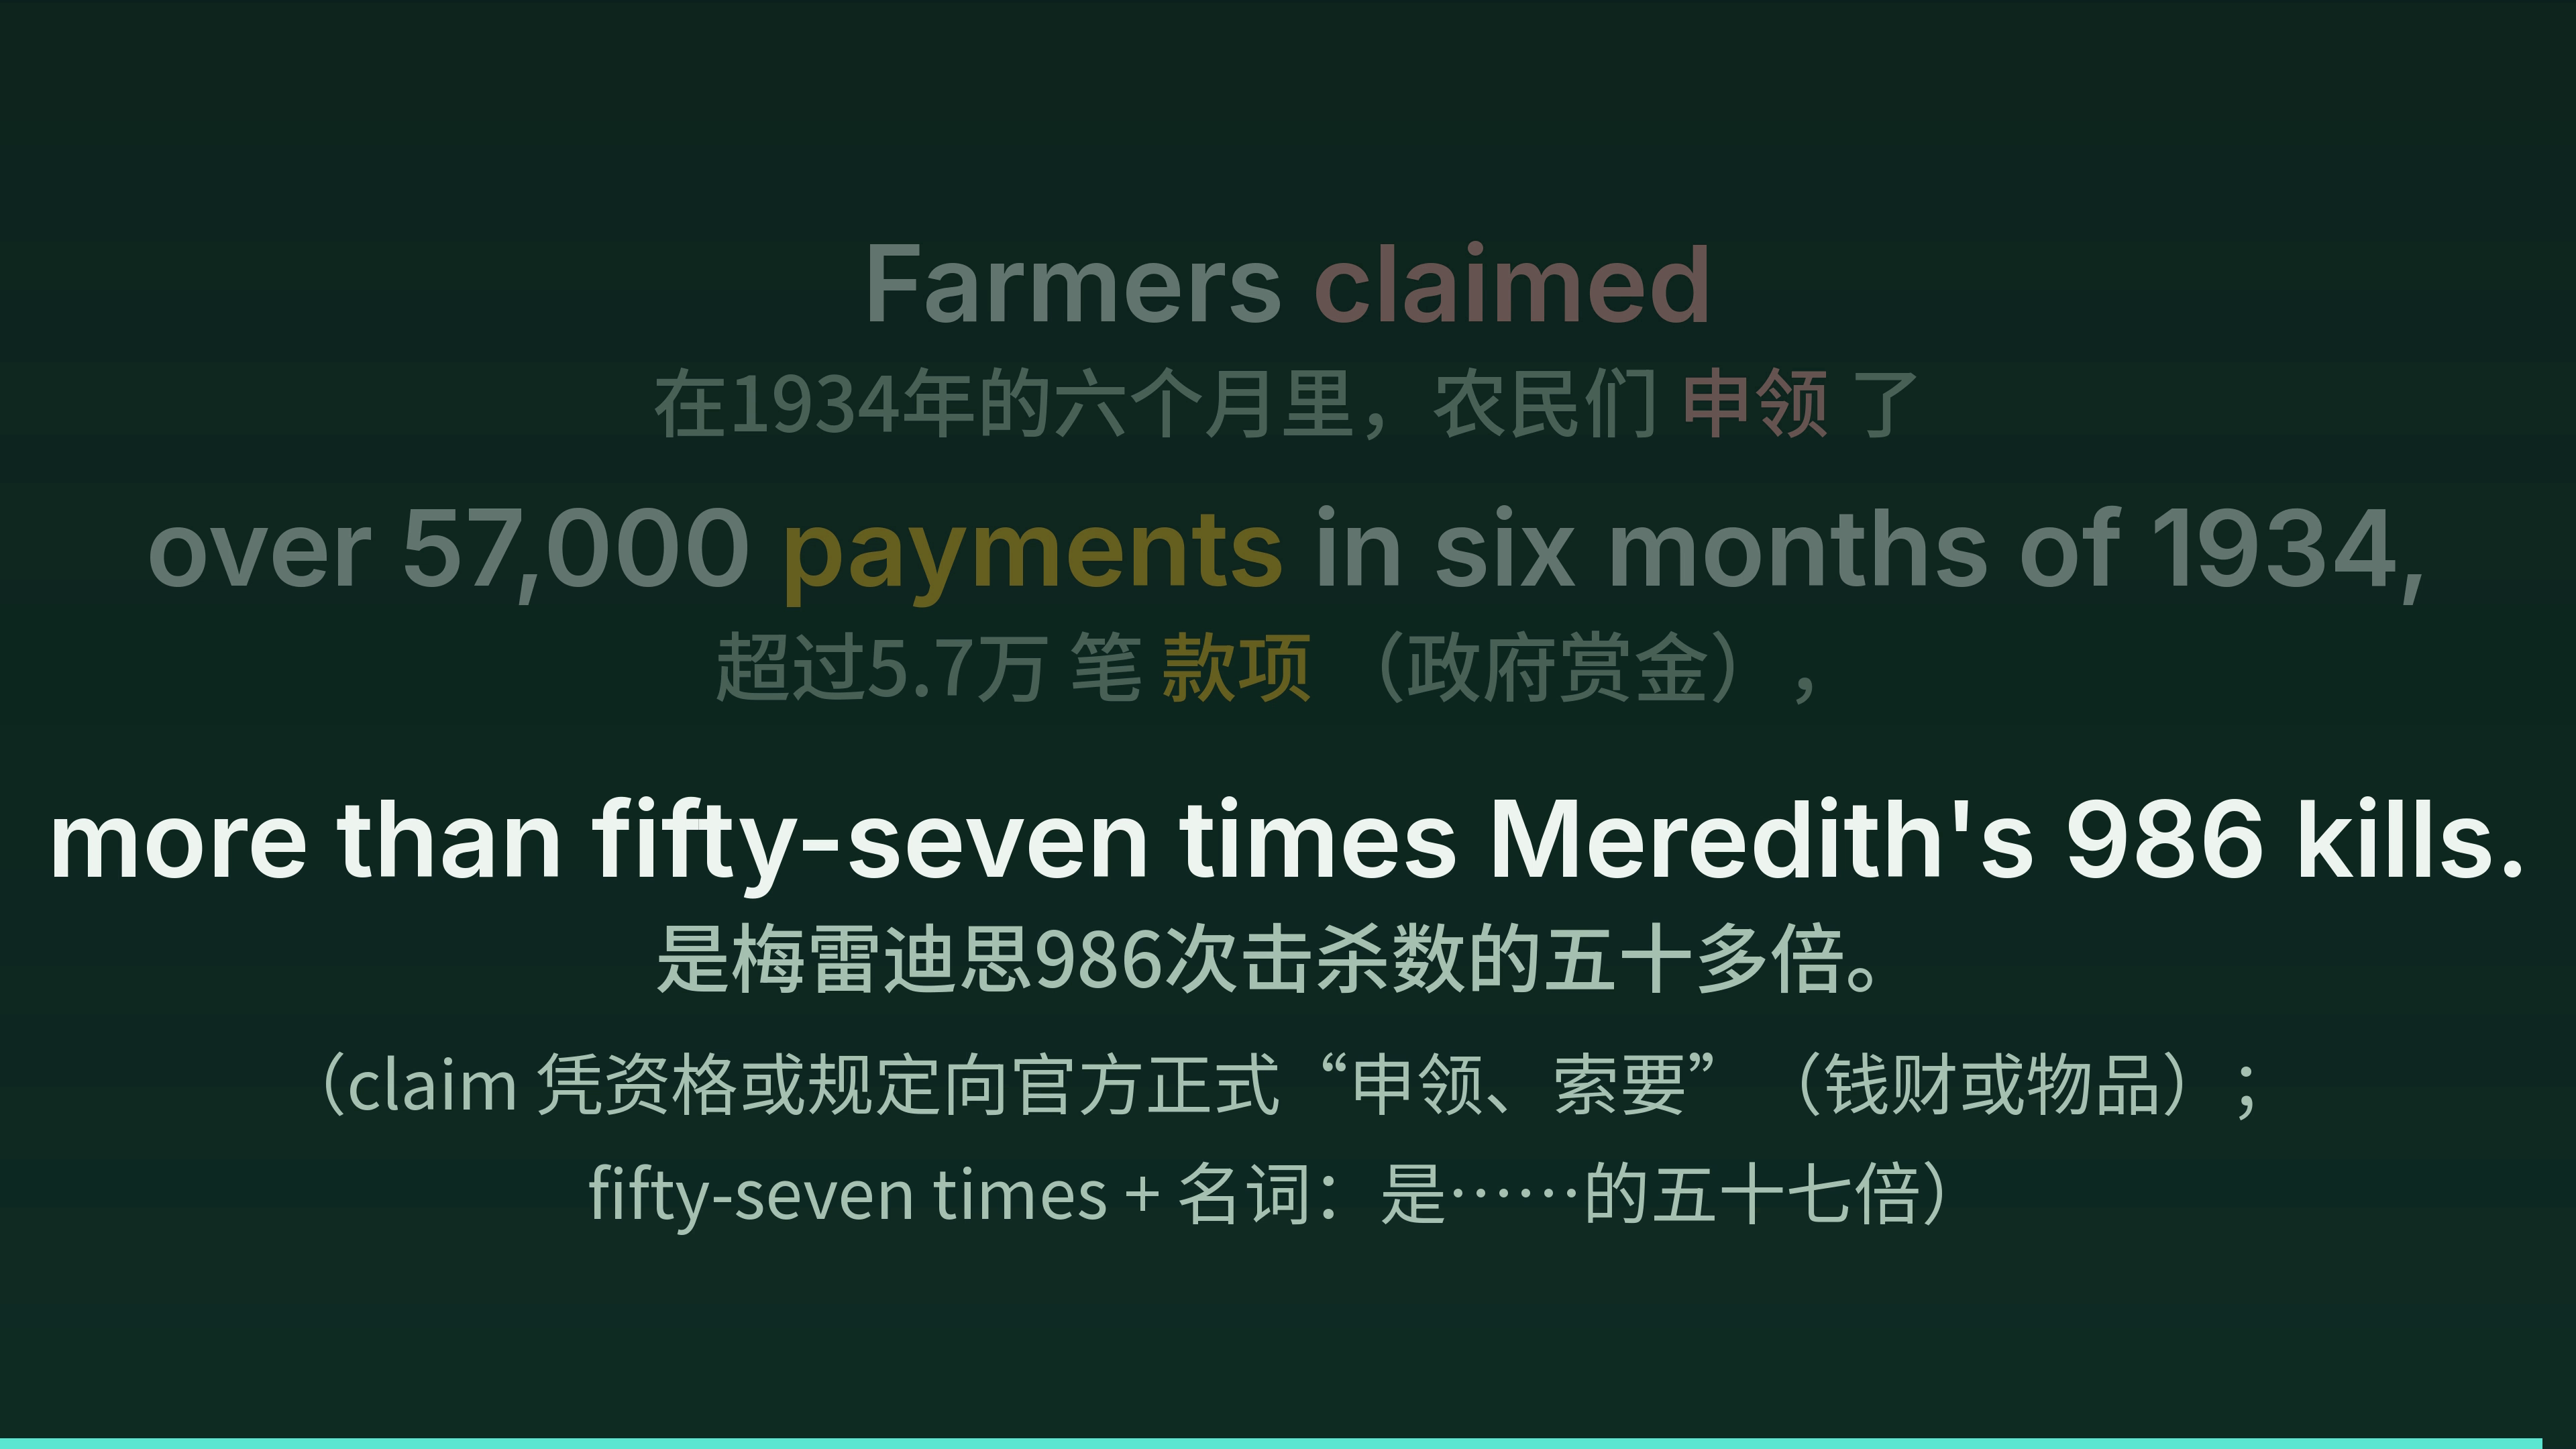 Farmers claimed
在1934年的六个月里，农民们 申领 了
over 57,000 payments in six months of 1934,
超过5.7万 笔 款项 （政府赏金），
more than fifty-seven times Meredith's 986 kills.
是梅雷迪思986次击杀数的五十多倍。
（claim 凭资格或规定向官方正式“申领、索要”（钱财或物品）；
fifty-seven times + 名词：是……的五十七倍）